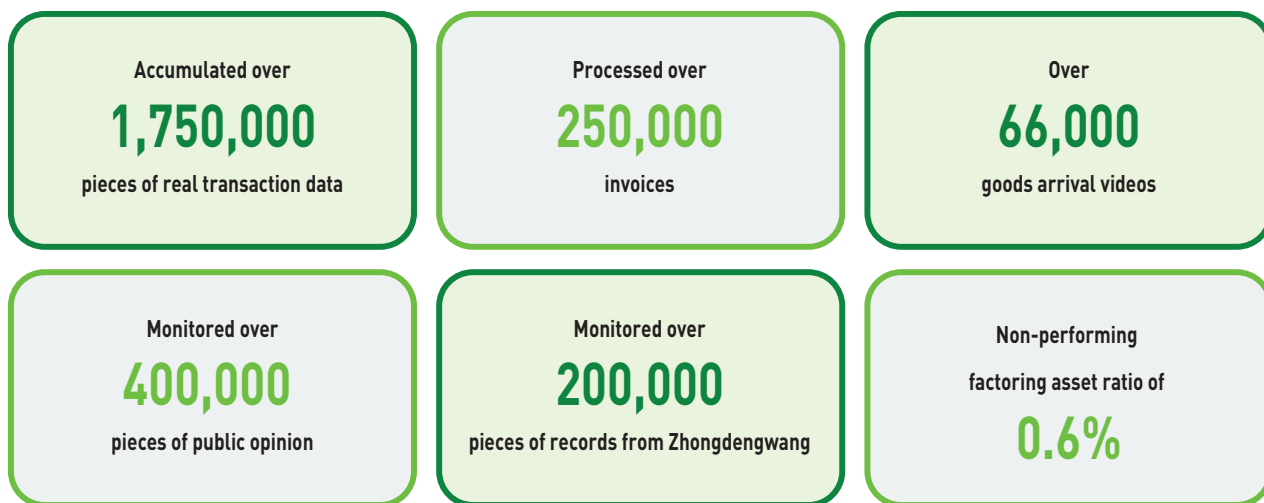 Accumulated over
1,750,000
pieces of real transaction data
Processed over
250,000
invoices
Over
66,000
goods arrival videos
Monitored over
400,000
pieces of public opinion
Monitored over
200,000
pieces of records from Zhongdengwang
Non-performing
factoring asset ratio of
0.6%